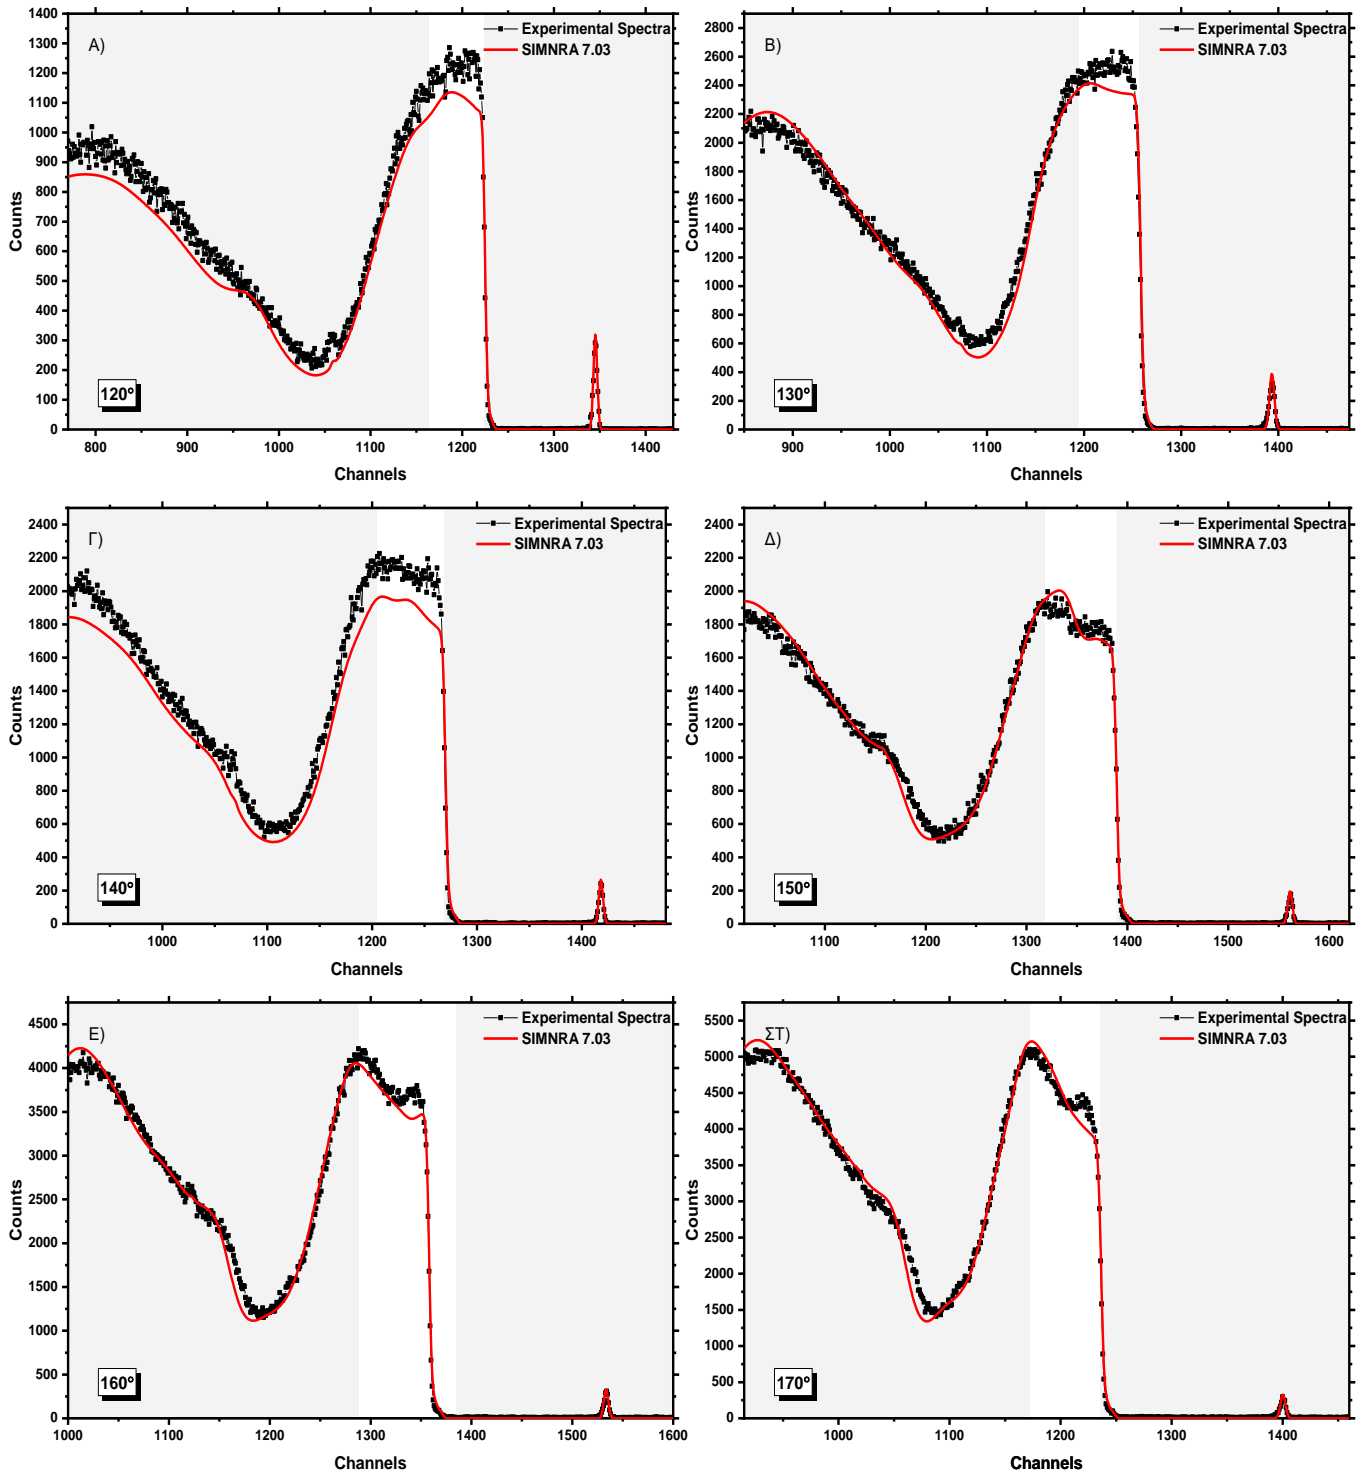 Α)
Experimental Spectra
SIMNRA 7.03
Counts
1400
1300
1200
1100
1000
900
800
700
600
500
400
300
200
100
0
120°
800 900 1000 1100 1200 1300 1400
Channels
Β)
Experimental Spectra
SIMNRA 7.03
Counts
2800
2600
2400
2200
2000
1800
1600
1400
1200
1000
800
600
400
200
0
130°
900 1000 1100 1200 1300 1400
Channels
Γ)
Experimental Spectra
SIMNRA 7.03
Counts
2400
2200
2000
1800
1600
1400
1200
1000
800
600
400
200
0
140°
1000 1100 1200 1300 1400
Channels
Δ)
Experimental Spectra
SIMNRA 7.03
Counts
2400
2200
2000
1800
1600
1400
1200
1000
800
600
400
200
0
150°
1100 1200 1300 1400 1500 1600
Channels
Ε)
Experimental Spectra
SIMNRA 7.03
Counts
4500
4000
3500
3000
2500
2000
1500
1000
500
0
160°
1000 1100 1200 1300 1400 1500 1600
Channels
ΣΤ)
Experimental Spectra
SIMNRA 7.03
Counts
5500
5000
4500
4000
3500
3000
2500
2000
1500
1000
500
0
170°
1000 1100 1200 1300 1400
Channels